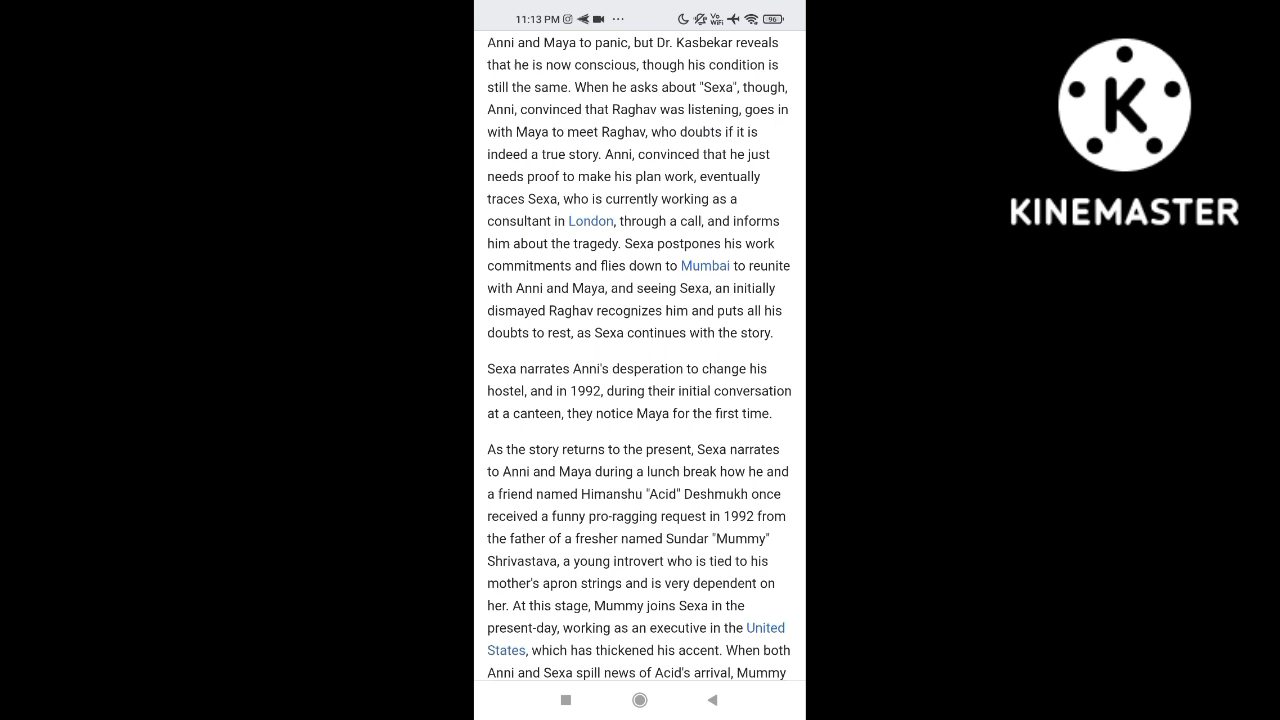 11:13 PM
Vo
WiFi
96
Anni and Maya to panic, but Dr. Kasbekar reveals
that he is now conscious, though his condition is
still the same. When he asks about "Sexa", though,
Anni, convinced that Raghav was listening, goes in
with Maya to meet Raghav, who doubts if it is
indeed a true story. Anni, convinced that he just
needs proof to make his plan work, eventually
traces Sexa, who is currently working as a
consultant in London, through a call, and informs
him about the tragedy. Sexa postpones his work
commitments and flies down to Mumbai to reunite
with Anni and Maya, and seeing Sexa, an initially
dismayed Raghav recognizes him and puts all his
doubts to rest, as Sexa continues with the story.
Sexa narrates Anni's desperation to change his
hostel, and in 1992, during their initial conversation
at a canteen, they notice Maya for the first time.
As the story returns to the present, Sexa narrates
to Anni and Maya during a lunch break how he and
a friend named Himanshu "Acid" Deshmukh once
received a funny pro-ragging request in 1992 from
the father of a fresher named Sundar "Mummy"
Shrivastava, a young introvert who is tied to his
mother's apron strings and is very dependent on
her. At this stage, Mummy joins Sexa in the
present-day, working as an executive in the United
States, which has thickened his accent. When both
Anni and Sexa spill news of Acid's arrival, Mummy
K
KINEMASTER